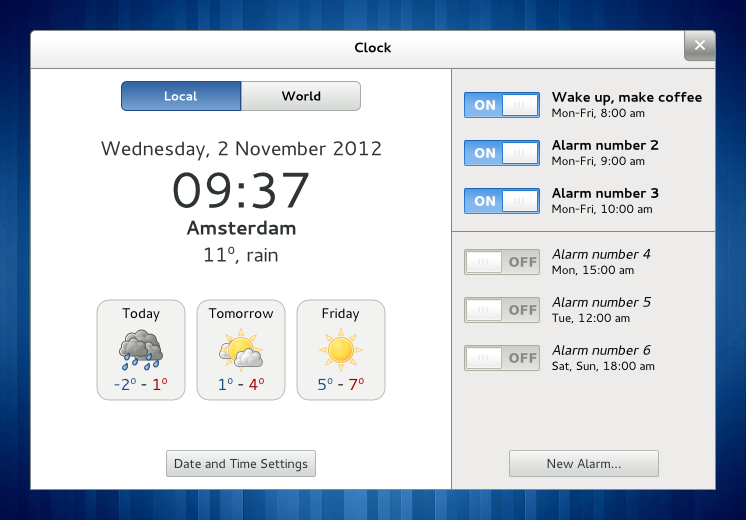 Clock
Local
World
Wednesday, 2 November 2012
09:37
Amsterdam
11º, rain
Today
-2º - 1º
Tomorrow
1º - 4º
Friday
5º - 7º
Date and Time Settings
ON
Wake up, make coffee
Mon-Fri, 8:00 am
ON
Alarm number 2
Mon-Fri, 9:00 am
ON
Alarm number 3
Mon-Fri, 10:00 am
OFF
Alarm number 4
Mon, 15:00 am
OFF
Alarm number 5
Tue, 12:00 am
OFF
Alarm number 6
Sat, Sun, 18:00 am
New Alarm...